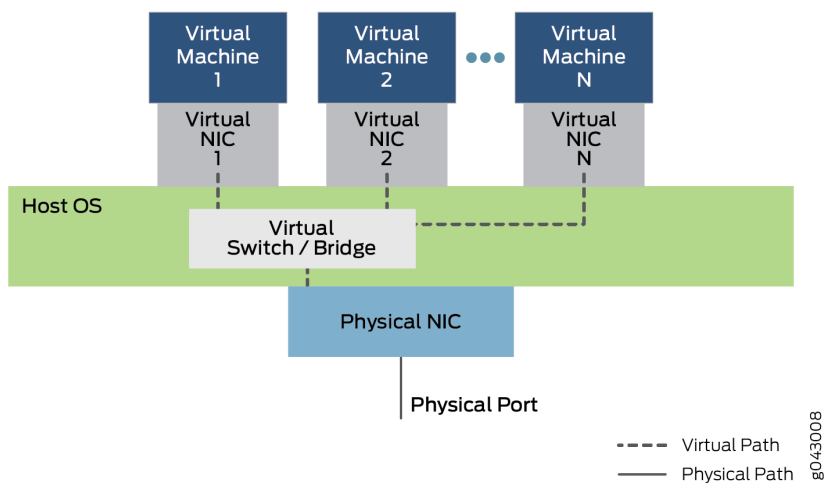 Virtual
Machine
1
Virtual
Machine
2
Virtual
Machine
N
Virtual
NIC
1
Virtual
NIC
2
Virtual
NIC
N
Host OS
Virtual
Switch / Bridge
Physical NIC
Physical Port
Virtual Path
Physical Path
g043008